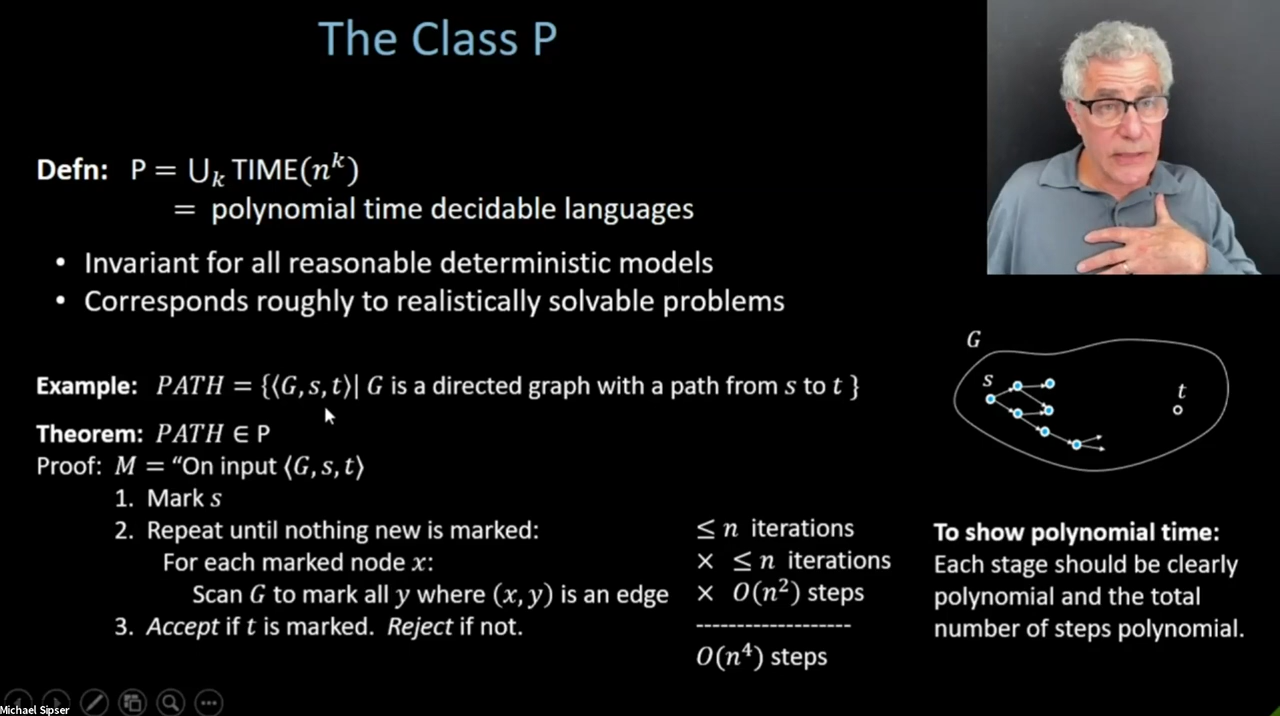 The Class P
Defn: P = ⋃ₖ TIME(nᵏ)
= polynomial time decidable languages
• Invariant for all reasonable deterministic models
• Corresponds roughly to realistically solvable problems
Example: PATH = {⟨G, s, t⟩| G is a directed graph with a path from s to t }
Theorem: PATH ∈ P
Proof: M = “On input ⟨G, s, t⟩
1. Mark s
2. Repeat until nothing new is marked:
For each marked node x:
Scan G to mark all y where (x, y) is an edge
3. Accept if t is marked. Reject if not.
≤ n iterations
× ≤ n iterations
× O(n²) steps
-------------------
O(n⁴) steps
G
s
t
To show polynomial time:
Each stage should be clearly
polynomial and the total
number of steps polynomial.
Michael Sipser